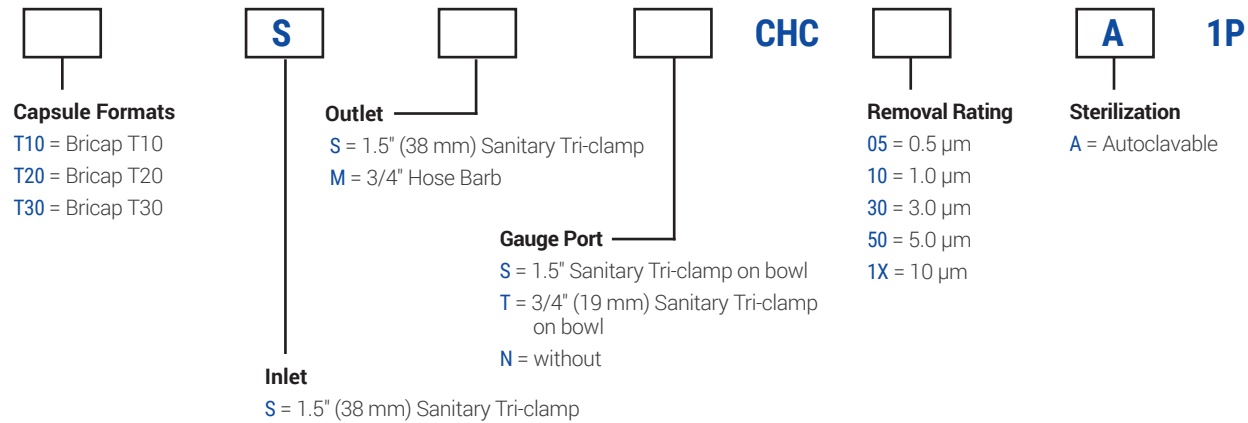 S CHC A 1P
Capsule Formats
T10 = Bricap T10
T20 = Bricap T20
T30 = Bricap T30
Outlet
S = 1.5" (38 mm) Sanitary Tri-clamp
M = 3/4" Hose Barb
Removal Rating
05 = 0.5 µm
10 = 1.0 µm
30 = 3.0 µm
50 = 5.0 µm
1X = 10 µm
Sterilization
A = Autoclavable
Gauge Port
S = 1.5" Sanitary Tri-clamp on bowl
T = 3/4" (19 mm) Sanitary Tri-clamp
on bowl
N = without
Inlet
S = 1.5" (38 mm) Sanitary Tri-clamp